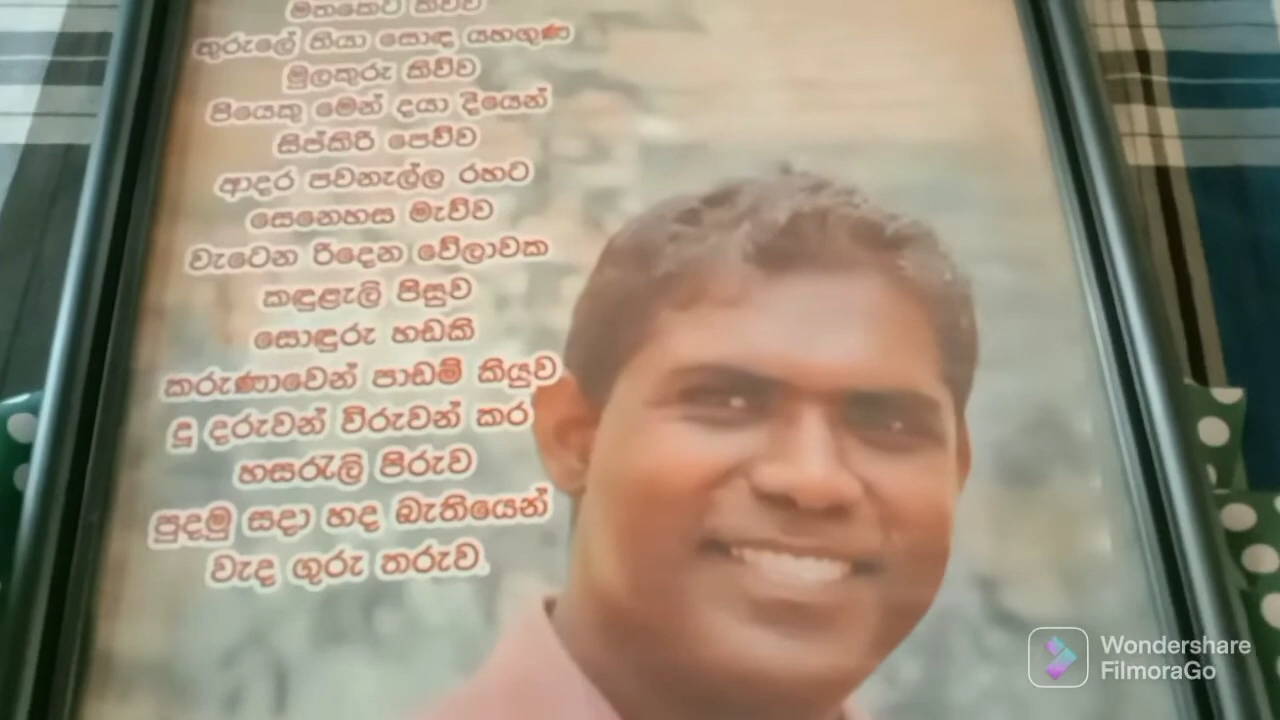 කුරුලේ තියා සොඳ යහගුණ
මුලකුරු කිව්ව
පියෙකු මෙන් දයා දියෙන්
සිප්කිරි පෙව්ව
ආදර පවනැල්ල රහට
සෙනෙහස මැව්ව
වැටෙන රිදෙන වේලාවක
කඳුළැලි පිසුව
සොඳුරු හඬකි
කරුණාවෙන් පාඩම් කියුව
දූ දරුවන් විරුවන් කර
හසරැලි පිරුව
පුදමු සදා හද බැතියෙන්
වැද ගුරු තරුව
Wondershare
FilmoraGo